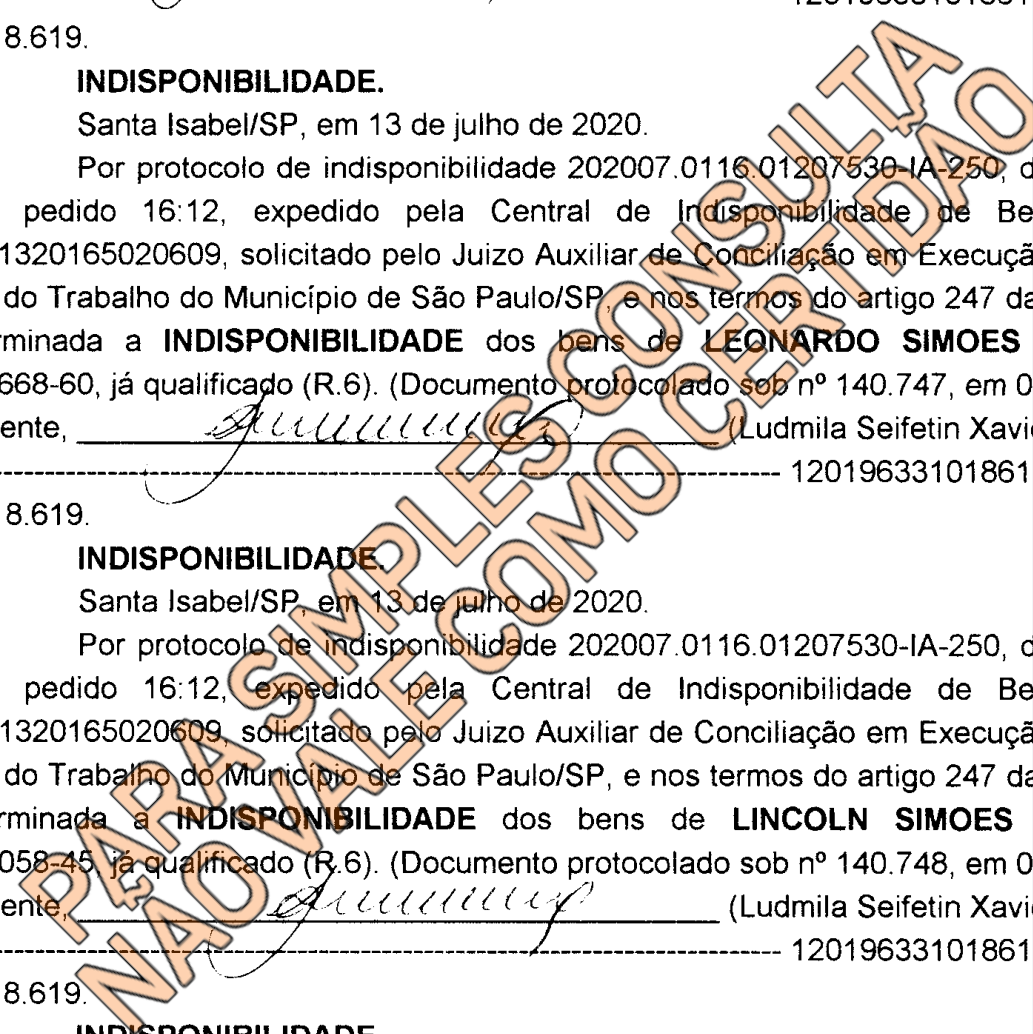 8.619.
INDISPONIBILIDADE.
Santa Isabel/SP, em 13 de julho de 2020.
Por protocolo de indisponibilidade 202007.0116.01207530-IA-250, d
pedido 16:12, expedido pela Central de Indisponibilidade de Be
1320165020609, solicitado pelo Juizo Auxiliar de Conciliação em Execuçã
do Trabalho do Município de São Paulo/SP, e nos termos do artigo 247 da
rminada a INDISPONIBILIDADE dos bens de LEONARDO SIMOES
668-60, já qualificado (R.6). (Documento protocolado sob nº 140.747, em 0
ente, (Ludmila Seifetin Xavi
12019633101861
8.619.
INDISPONIBILIDADE.
Santa Isabel/SP, em 13 de julho de 2020.
Por protocolo de indisponibilidade 202007.0116.01207530-IA-250, d
pedido 16:12, expedido pela Central de Indisponibilidade de Be
1320165020609, solicitado pelo Juizo Auxiliar de Conciliação em Execuçã
do Trabalho do Município de São Paulo/SP, e nos termos do artigo 247 da
rminada a INDISPONIBILIDADE dos bens de LINCOLN SIMOES
058-45, já qualificado (R.6). (Documento protocolado sob nº 140.748, em 0
ente, (Ludmila Seifetin Xavi
12019633101861
8.619.
INDISPONIBILIDADE.
PARA SIMPLES CONSULTA
NÃO VALE COMO CERTIDÃO